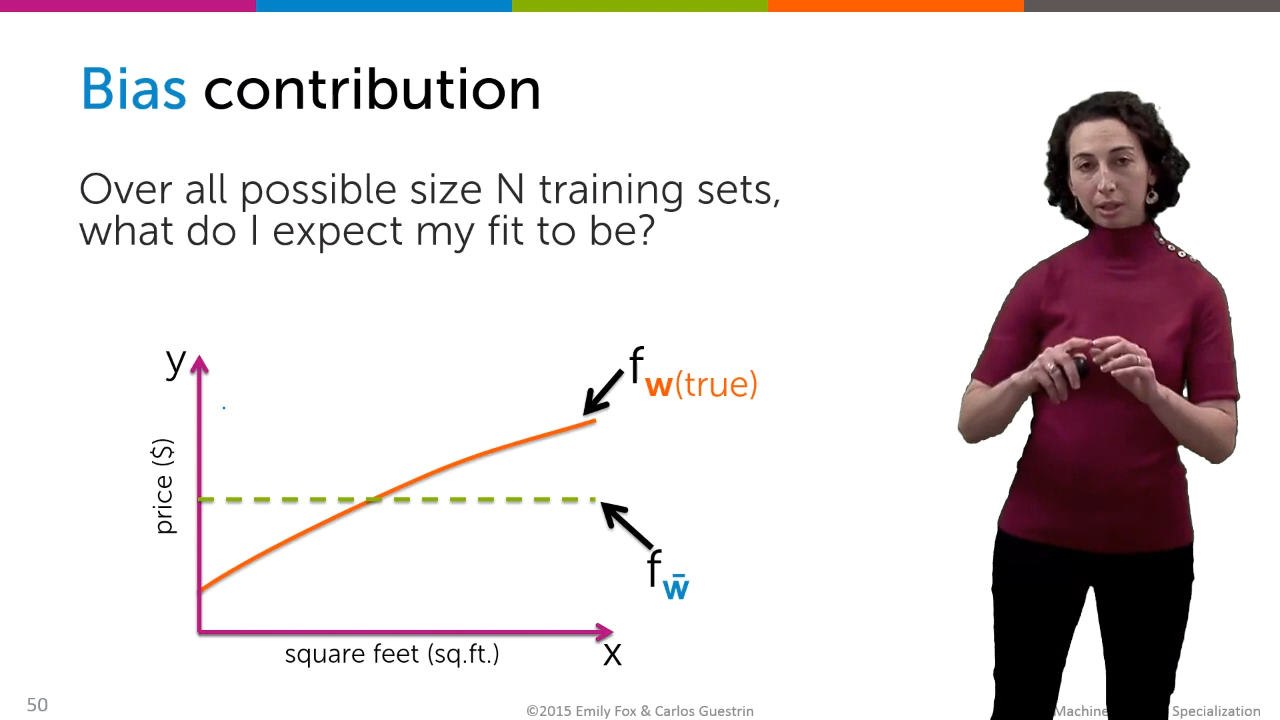 Bias contribution
Over all possible size N training sets,
what do I expect my fit to be?
y
f w(true)
price ($)
f w̄
square feet (sq.ft.)
x
50
©2015 Emily Fox & Carlos Guestrin
Machine Specialization